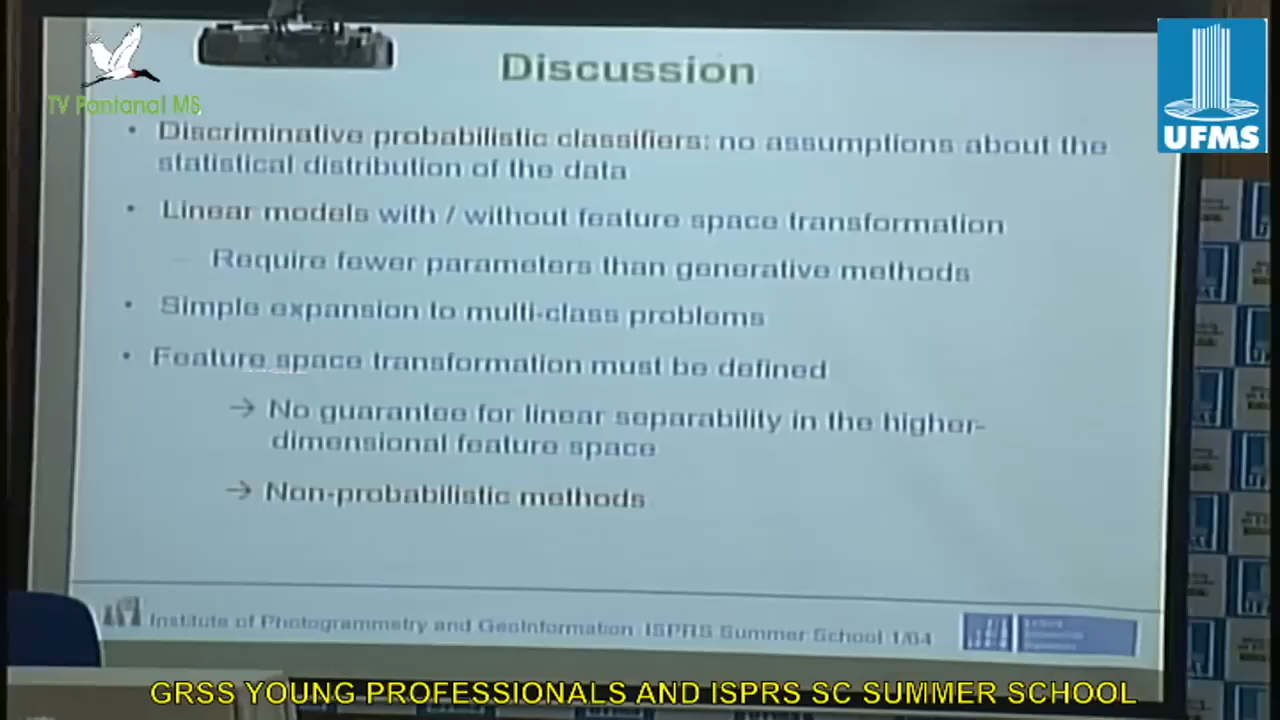 Discussion
TV Pantanal MS
UFMS
• Discriminative probabilistic classifiers: no assumptions about the
statistical distribution of the data
• Linear models with / without feature space transformation
– Require fewer parameters than generative methods
• Simple expansion to multi-class problems
• Feature space transformation must be defined
→ No guarantee for linear separability in the higher-
dimensional feature space
→ Non-probabilistic methods
Institute of Photogrammetry and GeoInformation ISPRS Summer School 1/64
GRSS YOUNG PROFESSIONALS AND ISPRS SC SUMMER SCHOOL